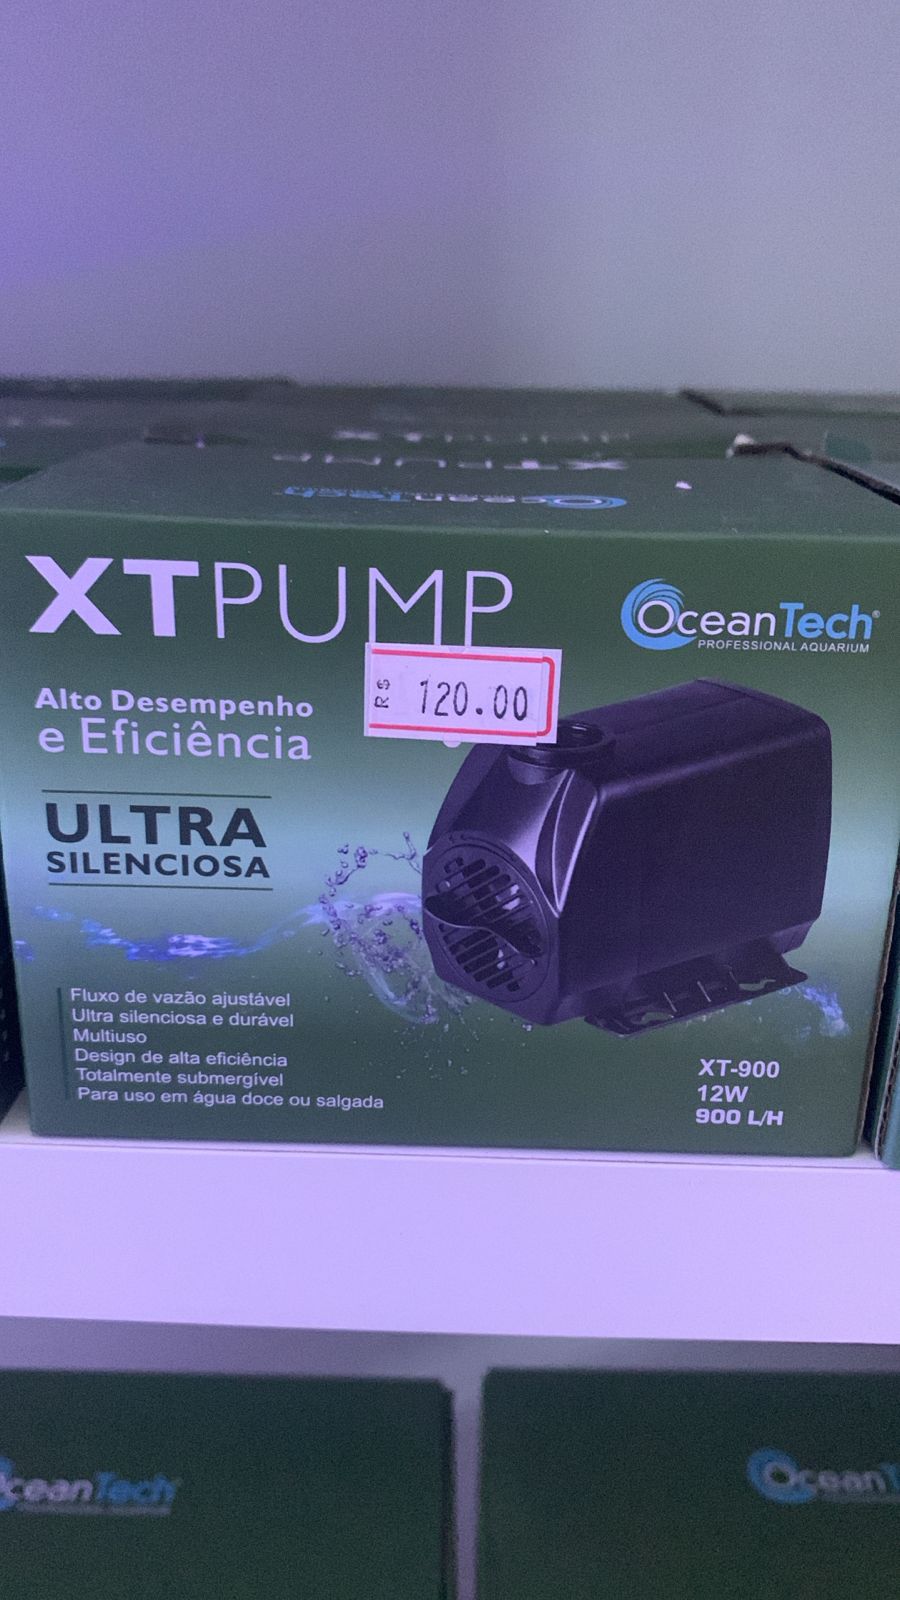 XTPUMP
OceanTech
XTPUMP
OceanTech®
PROFESSIONAL AQUARIUM
R$ 120.00
Alto Desempenho
e Eficiência
ULTRA
SILENCIOSA
Fluxo de vazão ajustável
Ultra silenciosa e durável
Multiuso
Design de alta eficiência
Totalmente submergível
Para uso em água doce ou salgada
XT-900
12W
900 L/H
OceanTech
Ocean